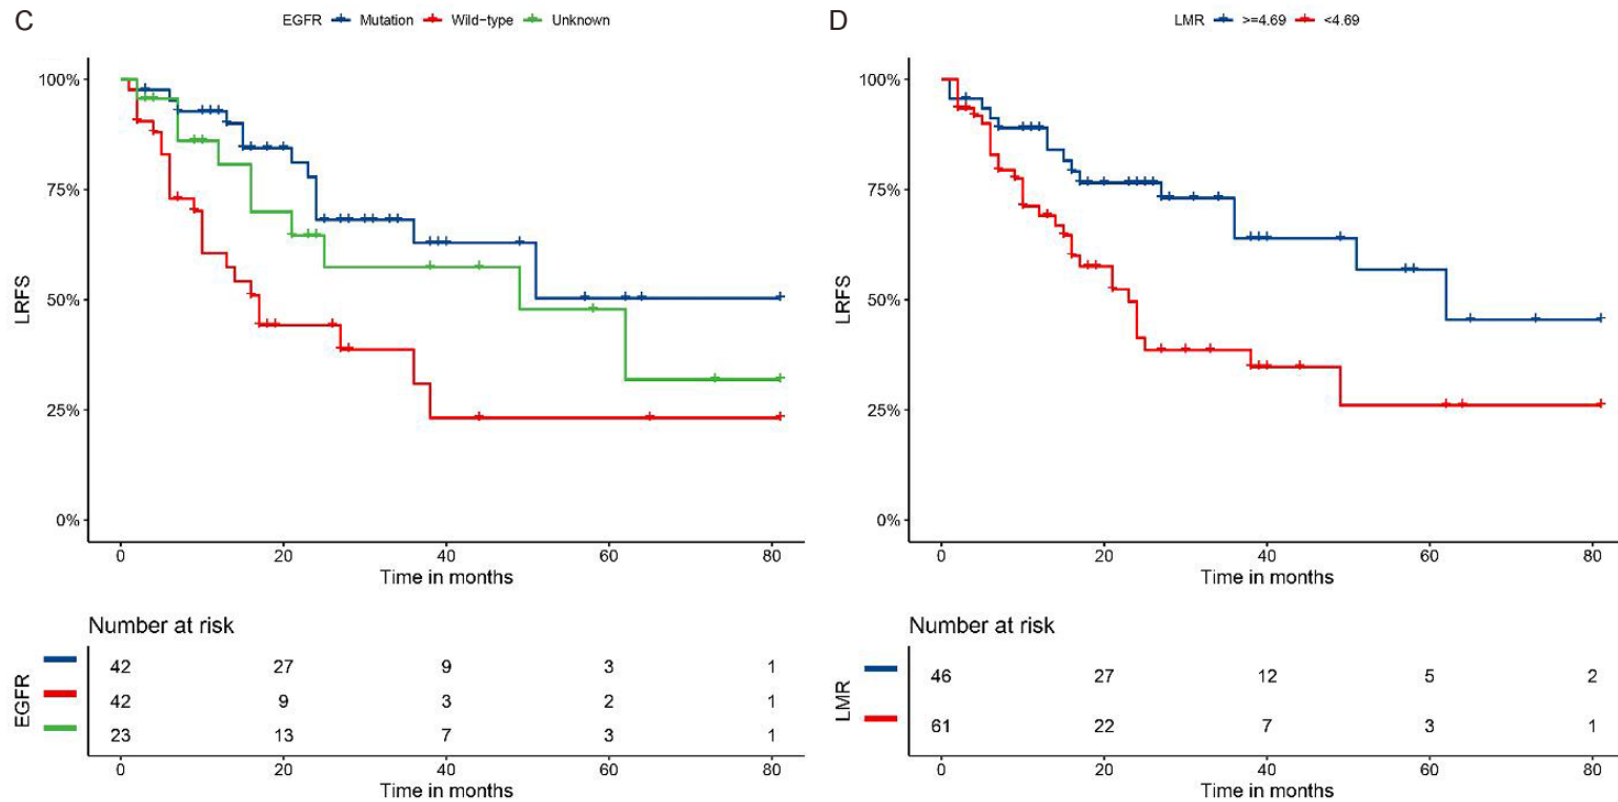 C
EGFR Mutation Wild-type Unknown
100%
75%
50%
25%
0%
LRFS
0 20 40 60 80
Time in months
Number at risk
EGFR
42 27 9 3 1
42 9 3 2 1
23 13 7 3 1
0 20 40 60 80
Time in months
D
LMR >=4.69 <4.69
100%
75%
50%
25%
0%
LRFS
0 20 40 60 80
Time in months
Number at risk
LMR
46 27 12 5 2
61 22 7 3 1
0 20 40 60 80
Time in months